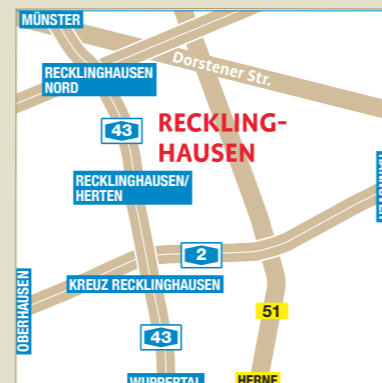 MÜNSTER
Dorstener Str.
RECKLINGHAUSEN
NORD
43
RECKLING-
HAUSEN
RECKLINGHAUSEN/
HERTEN
2
KREUZ RECKLINGHAUSEN
OBERHAUSEN
51
43
WUPPERTAL
HERNE